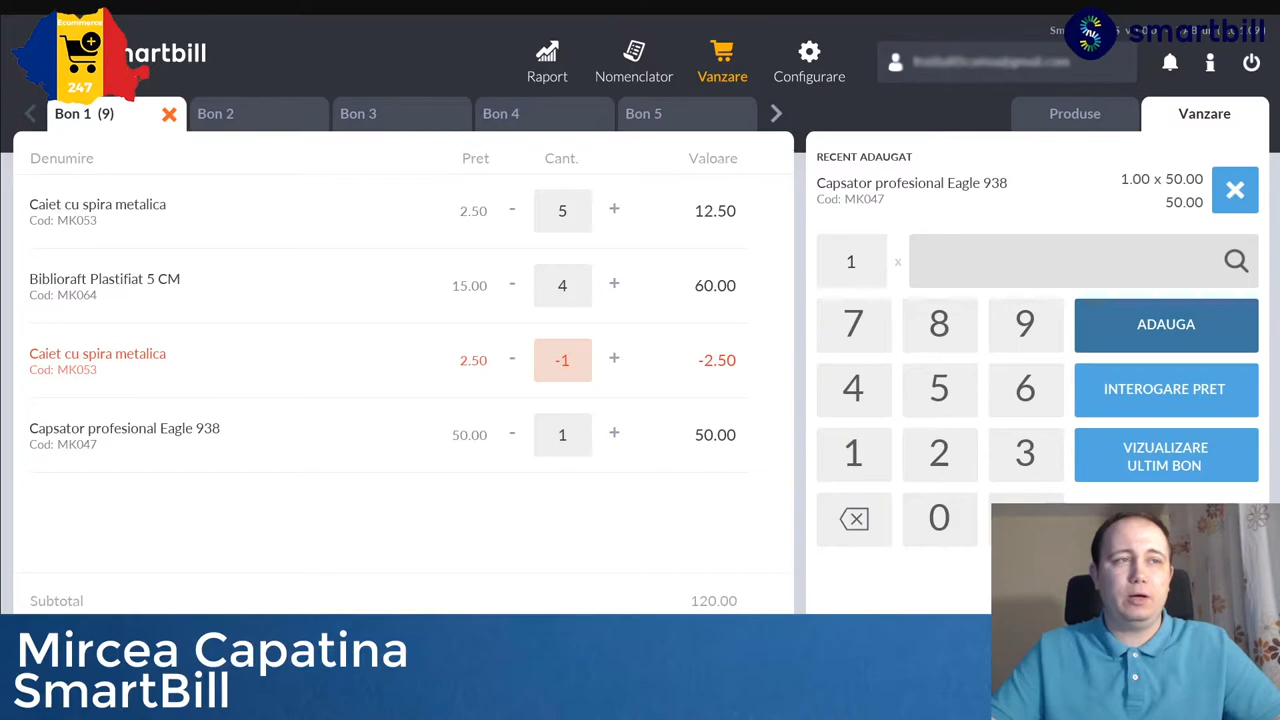 Ecommerce
247
martbill
Raport
Nomenclator
Vanzare
Configurare
smartbill
Bon 1 (9)
Bon 2
Bon 3
Bon 4
Bon 5
Produse
Vanzare
Denumire Pret Cant. Valoare
Caiet cu spira metalica
Cod: MK053
2.50 - 5 + 12.50
Biblioraft Plastifiat 5 CM
Cod: MK064
15.00 - 4 + 60.00
Caiet cu spira metalica
Cod: MK053
2.50 - -1 + -2.50
Capsator profesional Eagle 938
Cod: MK047
50.00 - 1 + 50.00
Subtotal 120.00
RECENT ADAUGAT
Capsator profesional Eagle 938
Cod: MK047
1.00 x 50.00
50.00
1 x
7 8 9 ADAUGA
4 5 6 INTEROGARE PRET
1 2 3 VIZUALIZARE
ULTIM BON
0
Mircea Capatina
SmartBill